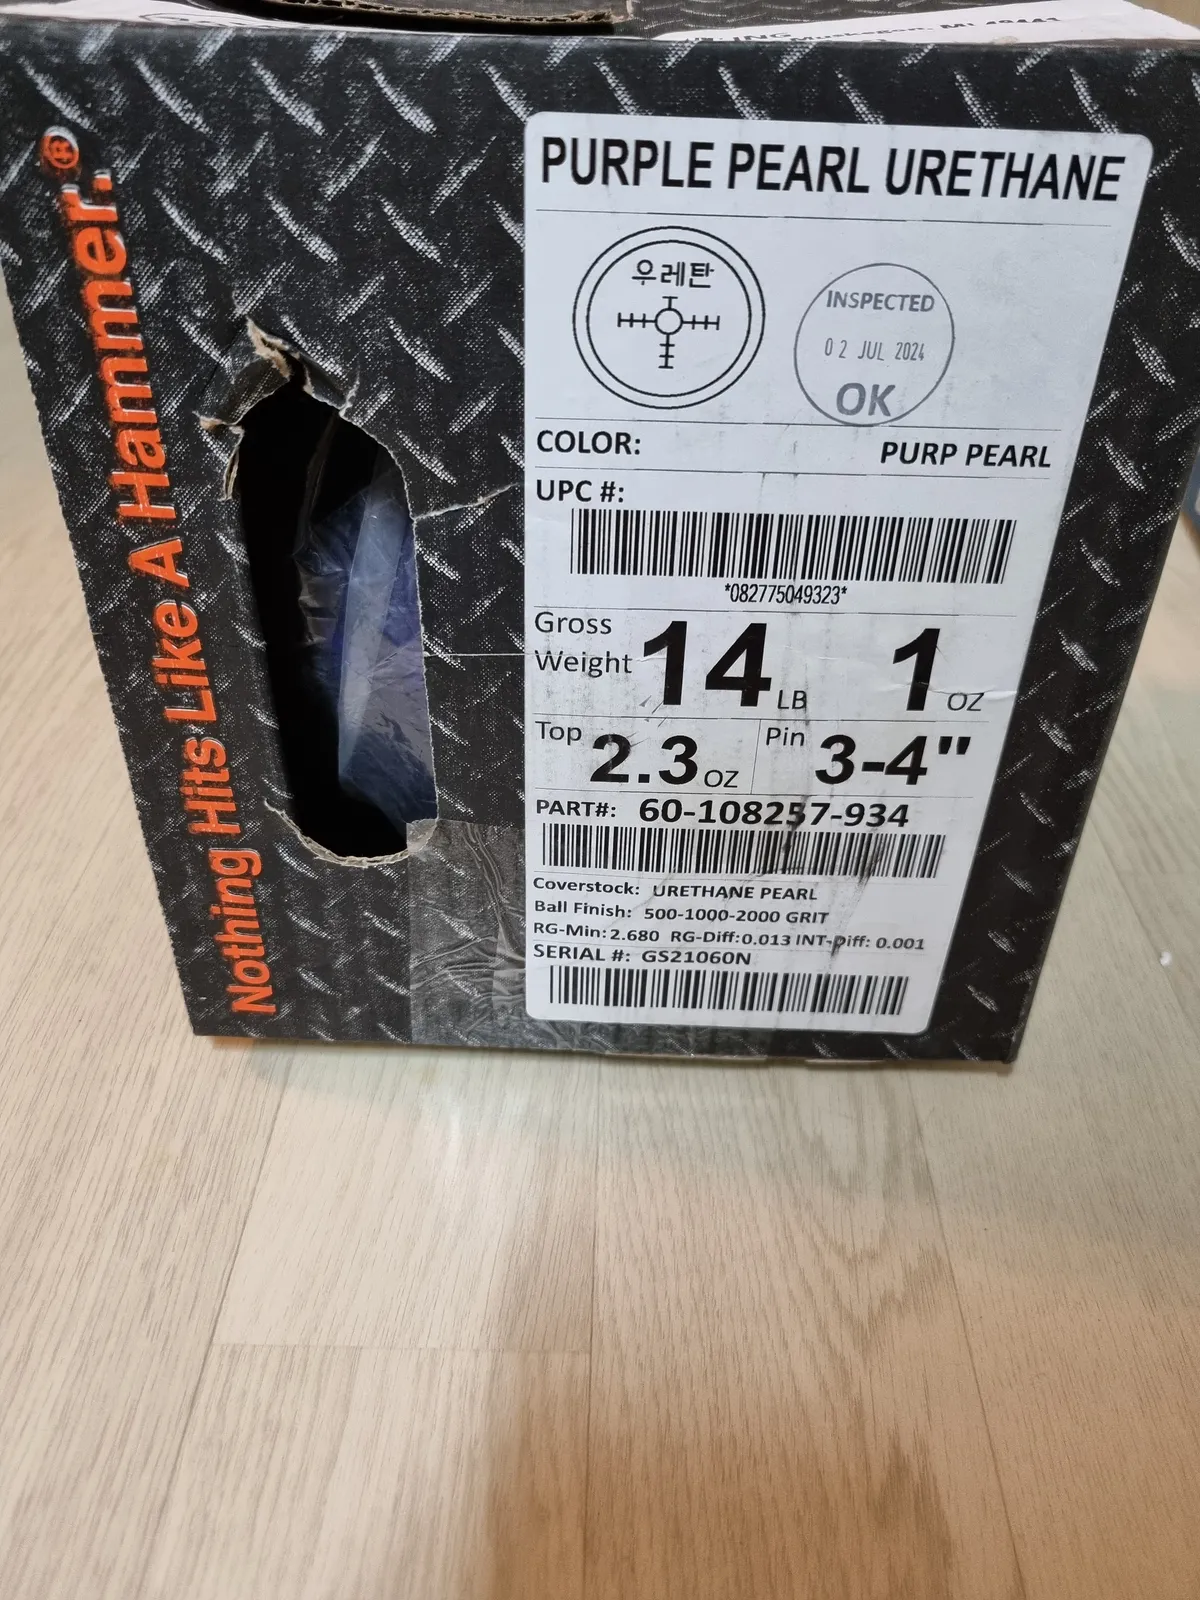 Muskegon, MI 49441
Nothing Hits Like A Hammer.®
PURPLE PEARL URETHANE
우레탄
INSPECTED
02 JUL 2024
OK
COLOR: PURP PEARL
UPC #:
*082775049323*
Gross Weight 14 LB 1 OZ
Top 2.3 OZ Pin 3-4"
PART#: 60-108257-934
Coverstock: URETHANE PEARL
Ball Finish: 500-1000-2000 GRIT
RG-Min: 2.680 RG-Diff: 0.013 INT-Diff: 0.001
SERIAL #: GS21060N